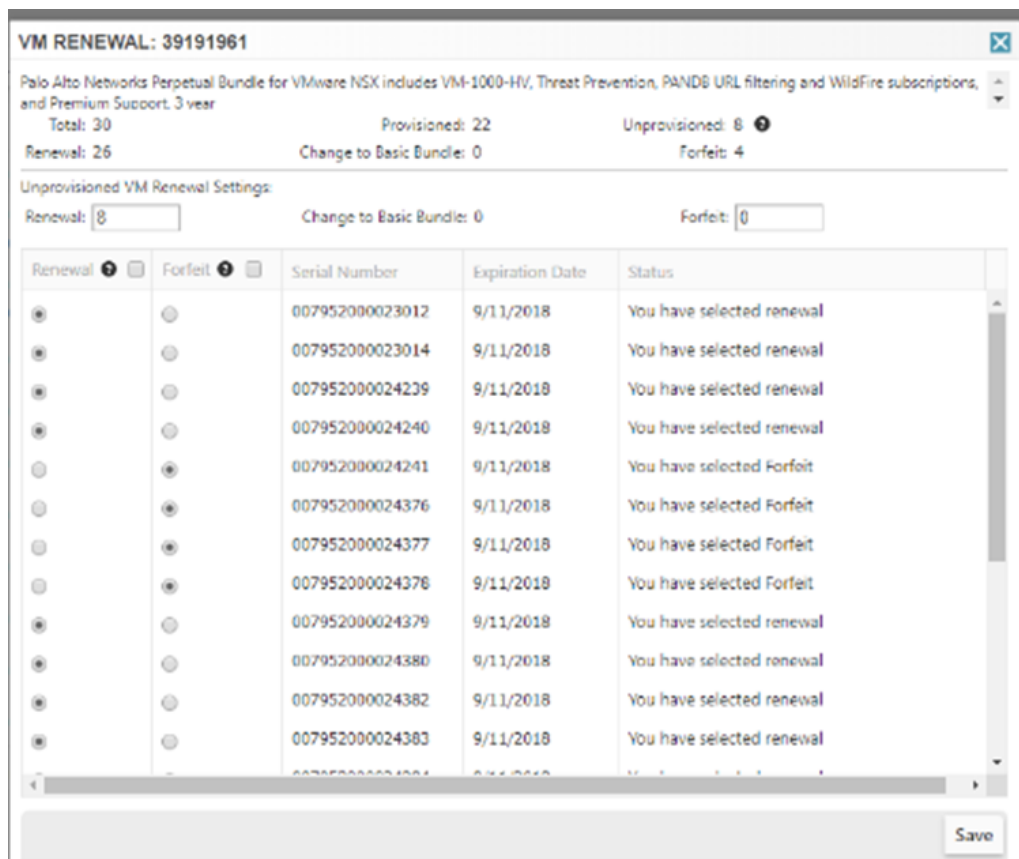 VM RENEWAL: 39191961
Palo Alto Networks Perpetual Bundle for VMware NSX includes VM-1000-HV, Threat Prevention, PANDB URL filtering and WildFire subscriptions,
and Premium Support. 3 year
Total: 30 Provisioned: 22 Unprovisioned: 8
Renewal: 26 Change to Basic Bundle: 0 Forfeit: 4
Unprovisioned VM Renewal Settings:
Renewal: 8 Change to Basic Bundle: 0 Forfeit: 0
Renewal Forfeit Serial Number Expiration Date Status
007952000023012 9/11/2018 You have selected renewal
007952000023014 9/11/2018 You have selected renewal
007952000024239 9/11/2018 You have selected renewal
007952000024240 9/11/2018 You have selected renewal
007952000024241 9/11/2018 You have selected Forfeit
007952000024376 9/11/2018 You have selected Forfeit
007952000024377 9/11/2018 You have selected Forfeit
007952000024378 9/11/2018 You have selected Forfeit
007952000024379 9/11/2018 You have selected renewal
007952000024380 9/11/2018 You have selected renewal
007952000024382 9/11/2018 You have selected renewal
007952000024383 9/11/2018 You have selected renewal
Save